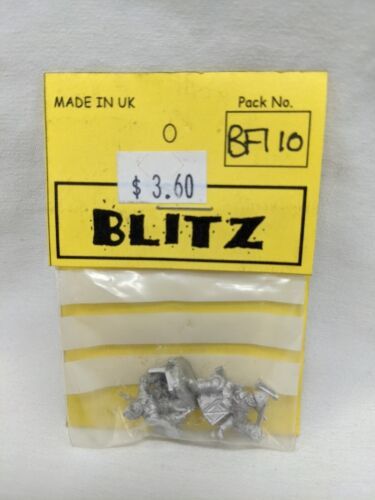 MADE IN UK
Pack No.
BF110
$ 3.60
BLITZ